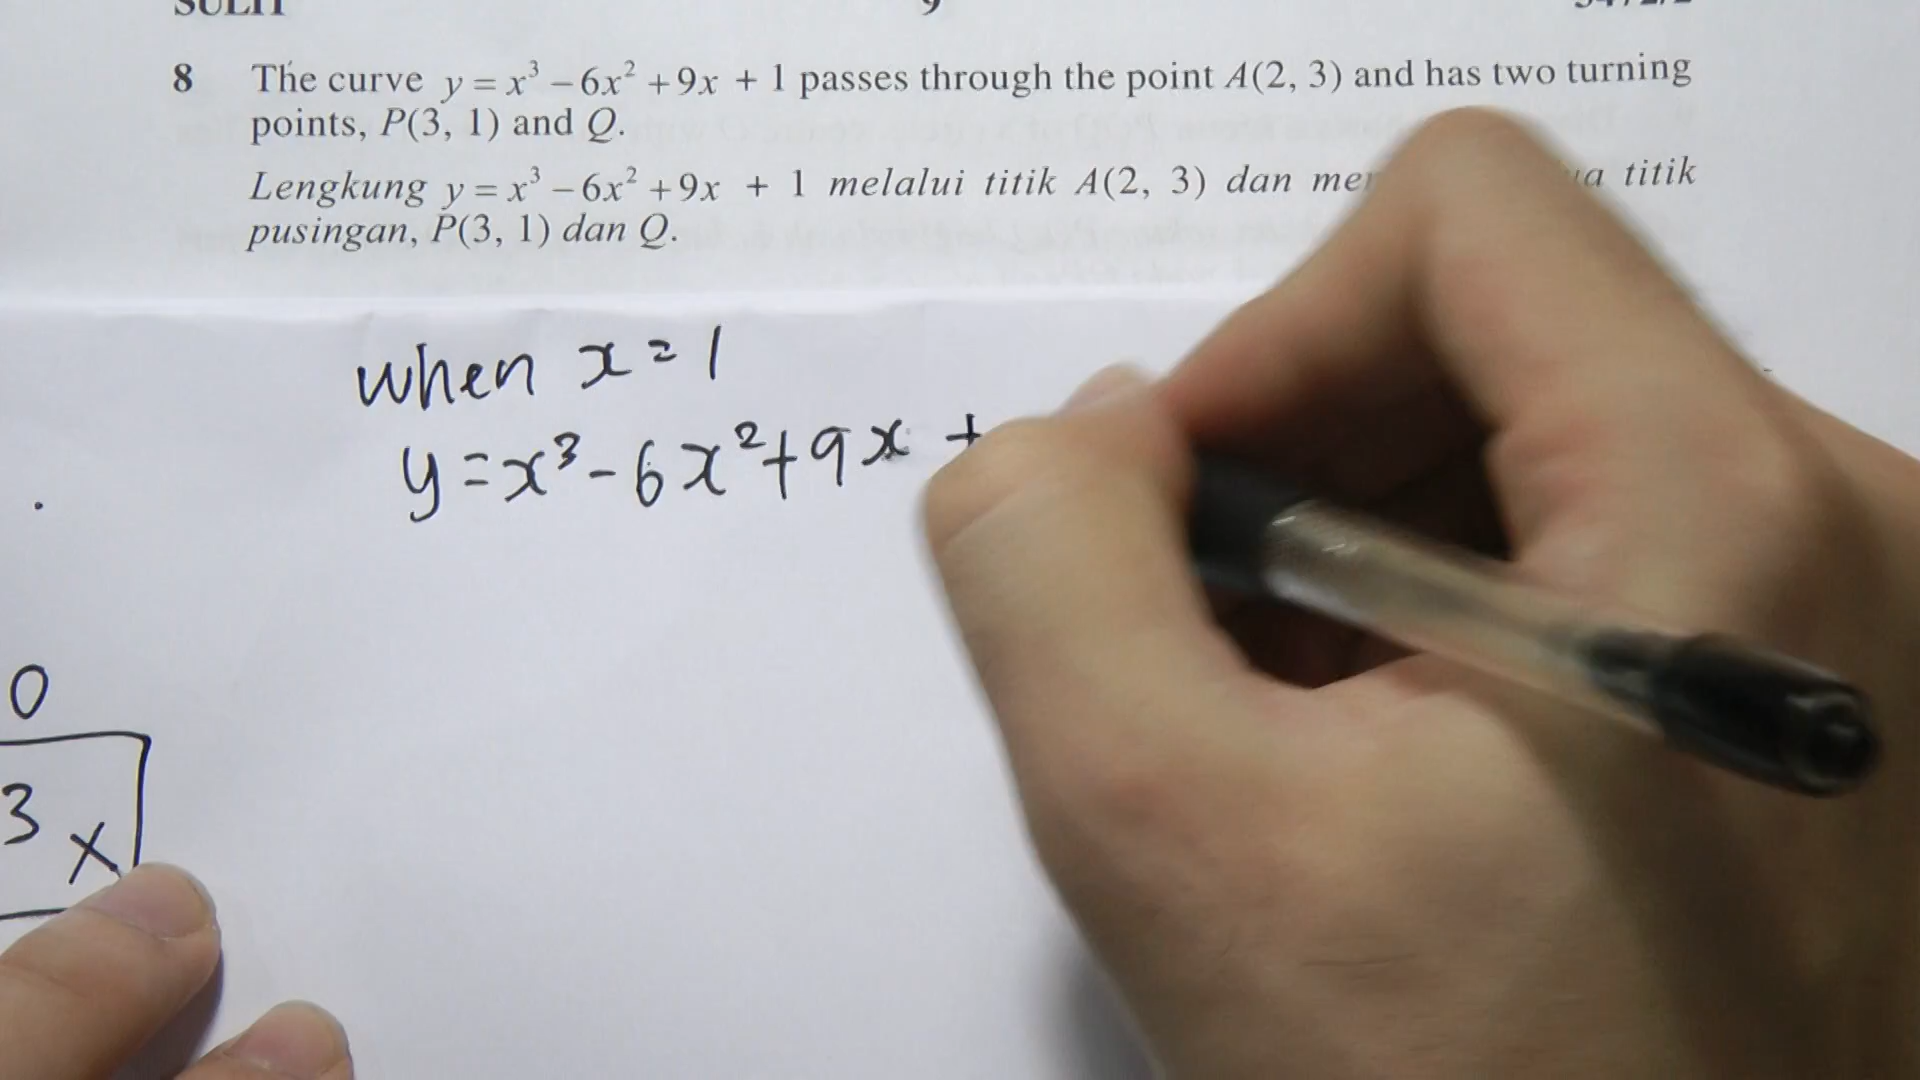 SULIT 9
8 The curve y = x³ – 6x² + 9x + 1 passes through the point A(2, 3) and has two turning
points, P(3, 1) and Q.
Lengkung y = x³ – 6x² + 9x + 1 melalui titik A(2, 3) dan titik
pusingan, P(3, 1) dan Q.
when x = 1
y = x³ - 6x² + 9x +
0
3 x